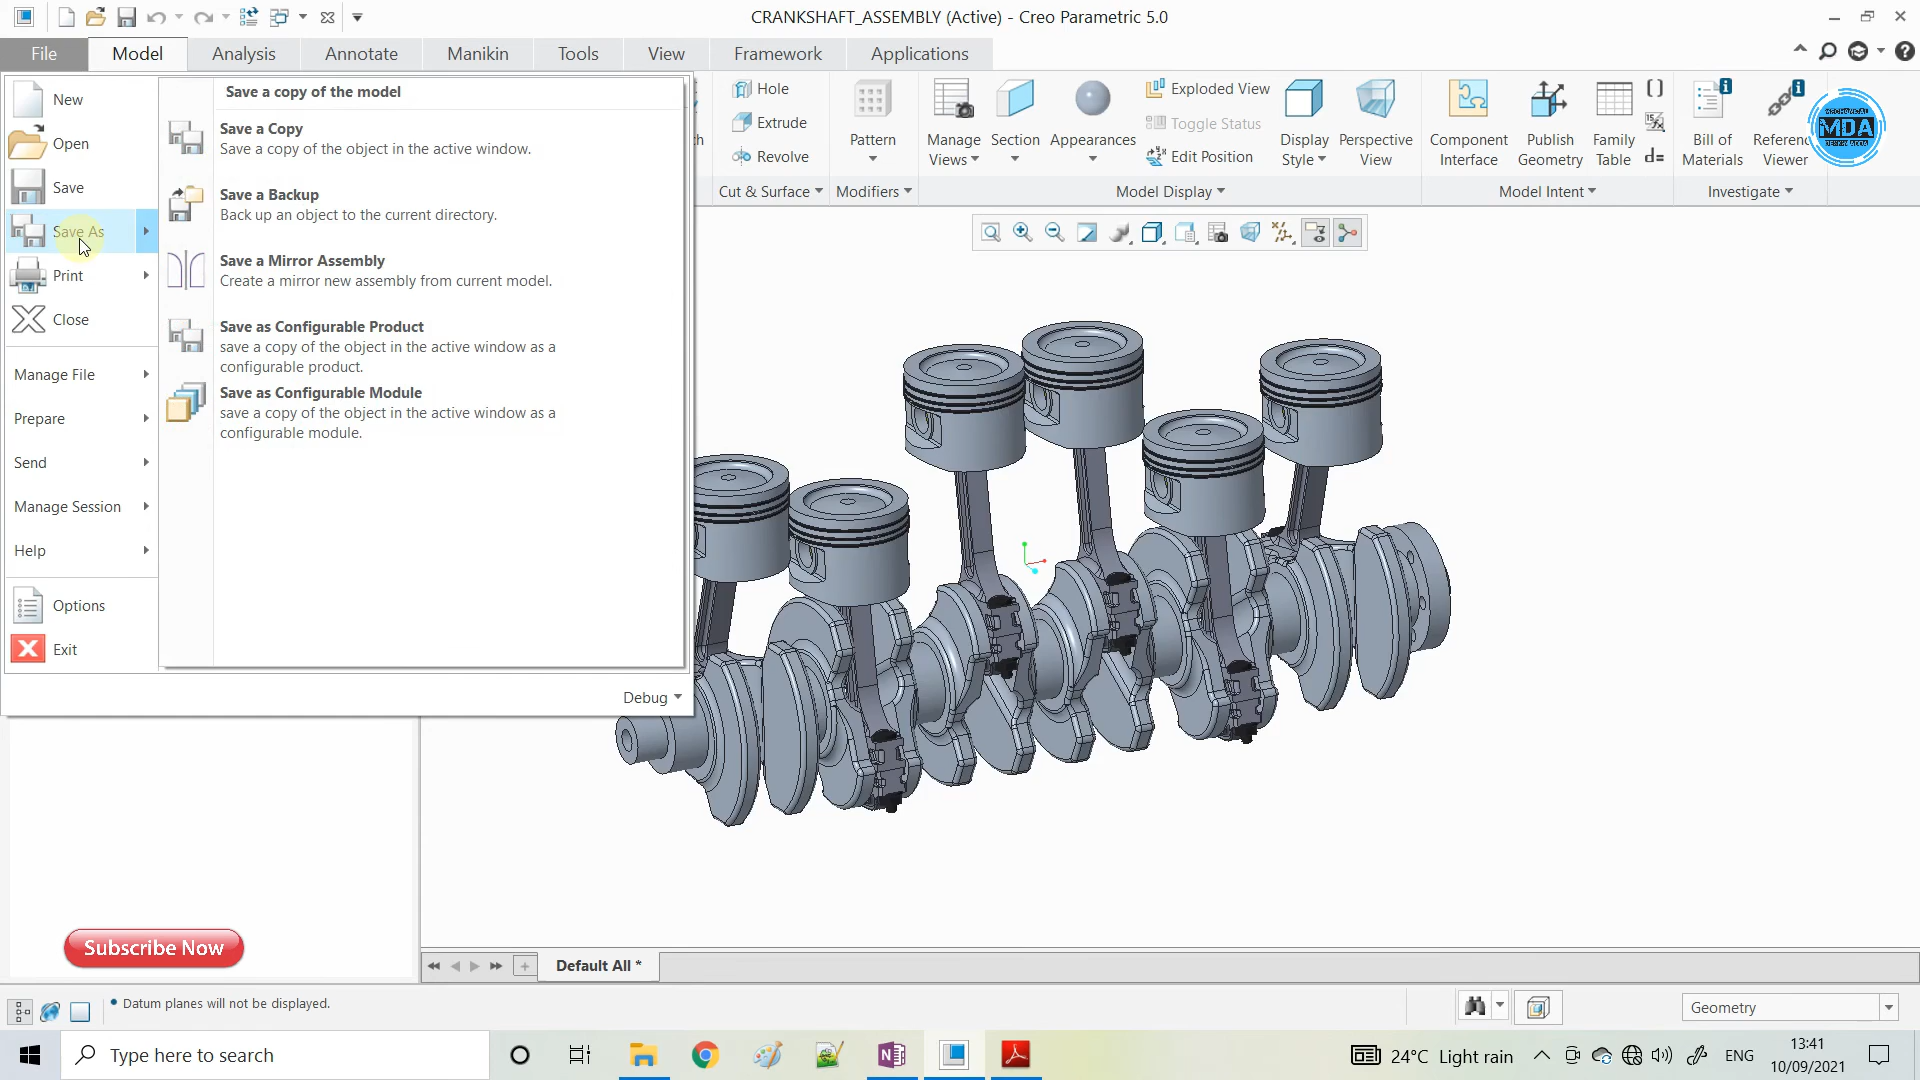 CRANKSHAFT_ASSEMBLY (Active) - Creo Parametric 5.0
File
Model
Analysis
Annotate
Manikin
Tools
View
Framework
Applications
New
Open
Save
Save As
Print
Close
Manage File
Prepare
Send
Manage Session
Help
Options
Exit
Save a copy of the model
Save a Copy
Save a copy of the object in the active window.
Save a Backup
Back up an object to the current directory.
Save a Mirror Assembly
Create a mirror new assembly from current model.
Save as Configurable Product
save a copy of the object in the active window as a
configurable product.
Save as Configurable Module
save a copy of the object in the active window as a
configurable module.
Debug
Hole
Extrude
Revolve
Cut & Surface
Pattern
Modifiers
Manage
Views
Section
Appearances
Exploded View
Toggle Status
Edit Position
Display
Style
Perspective
View
Model Display
Component
Interface
Publish
Geometry
Family
Table
d=
Model Intent
Bill of
Materials
Reference
Viewer
Investigate
MDA
Subscribe Now
Default All *
Datum planes will not be displayed.
Geometry
Type here to search
24°C Light rain
ENG
13:41
10/09/2021